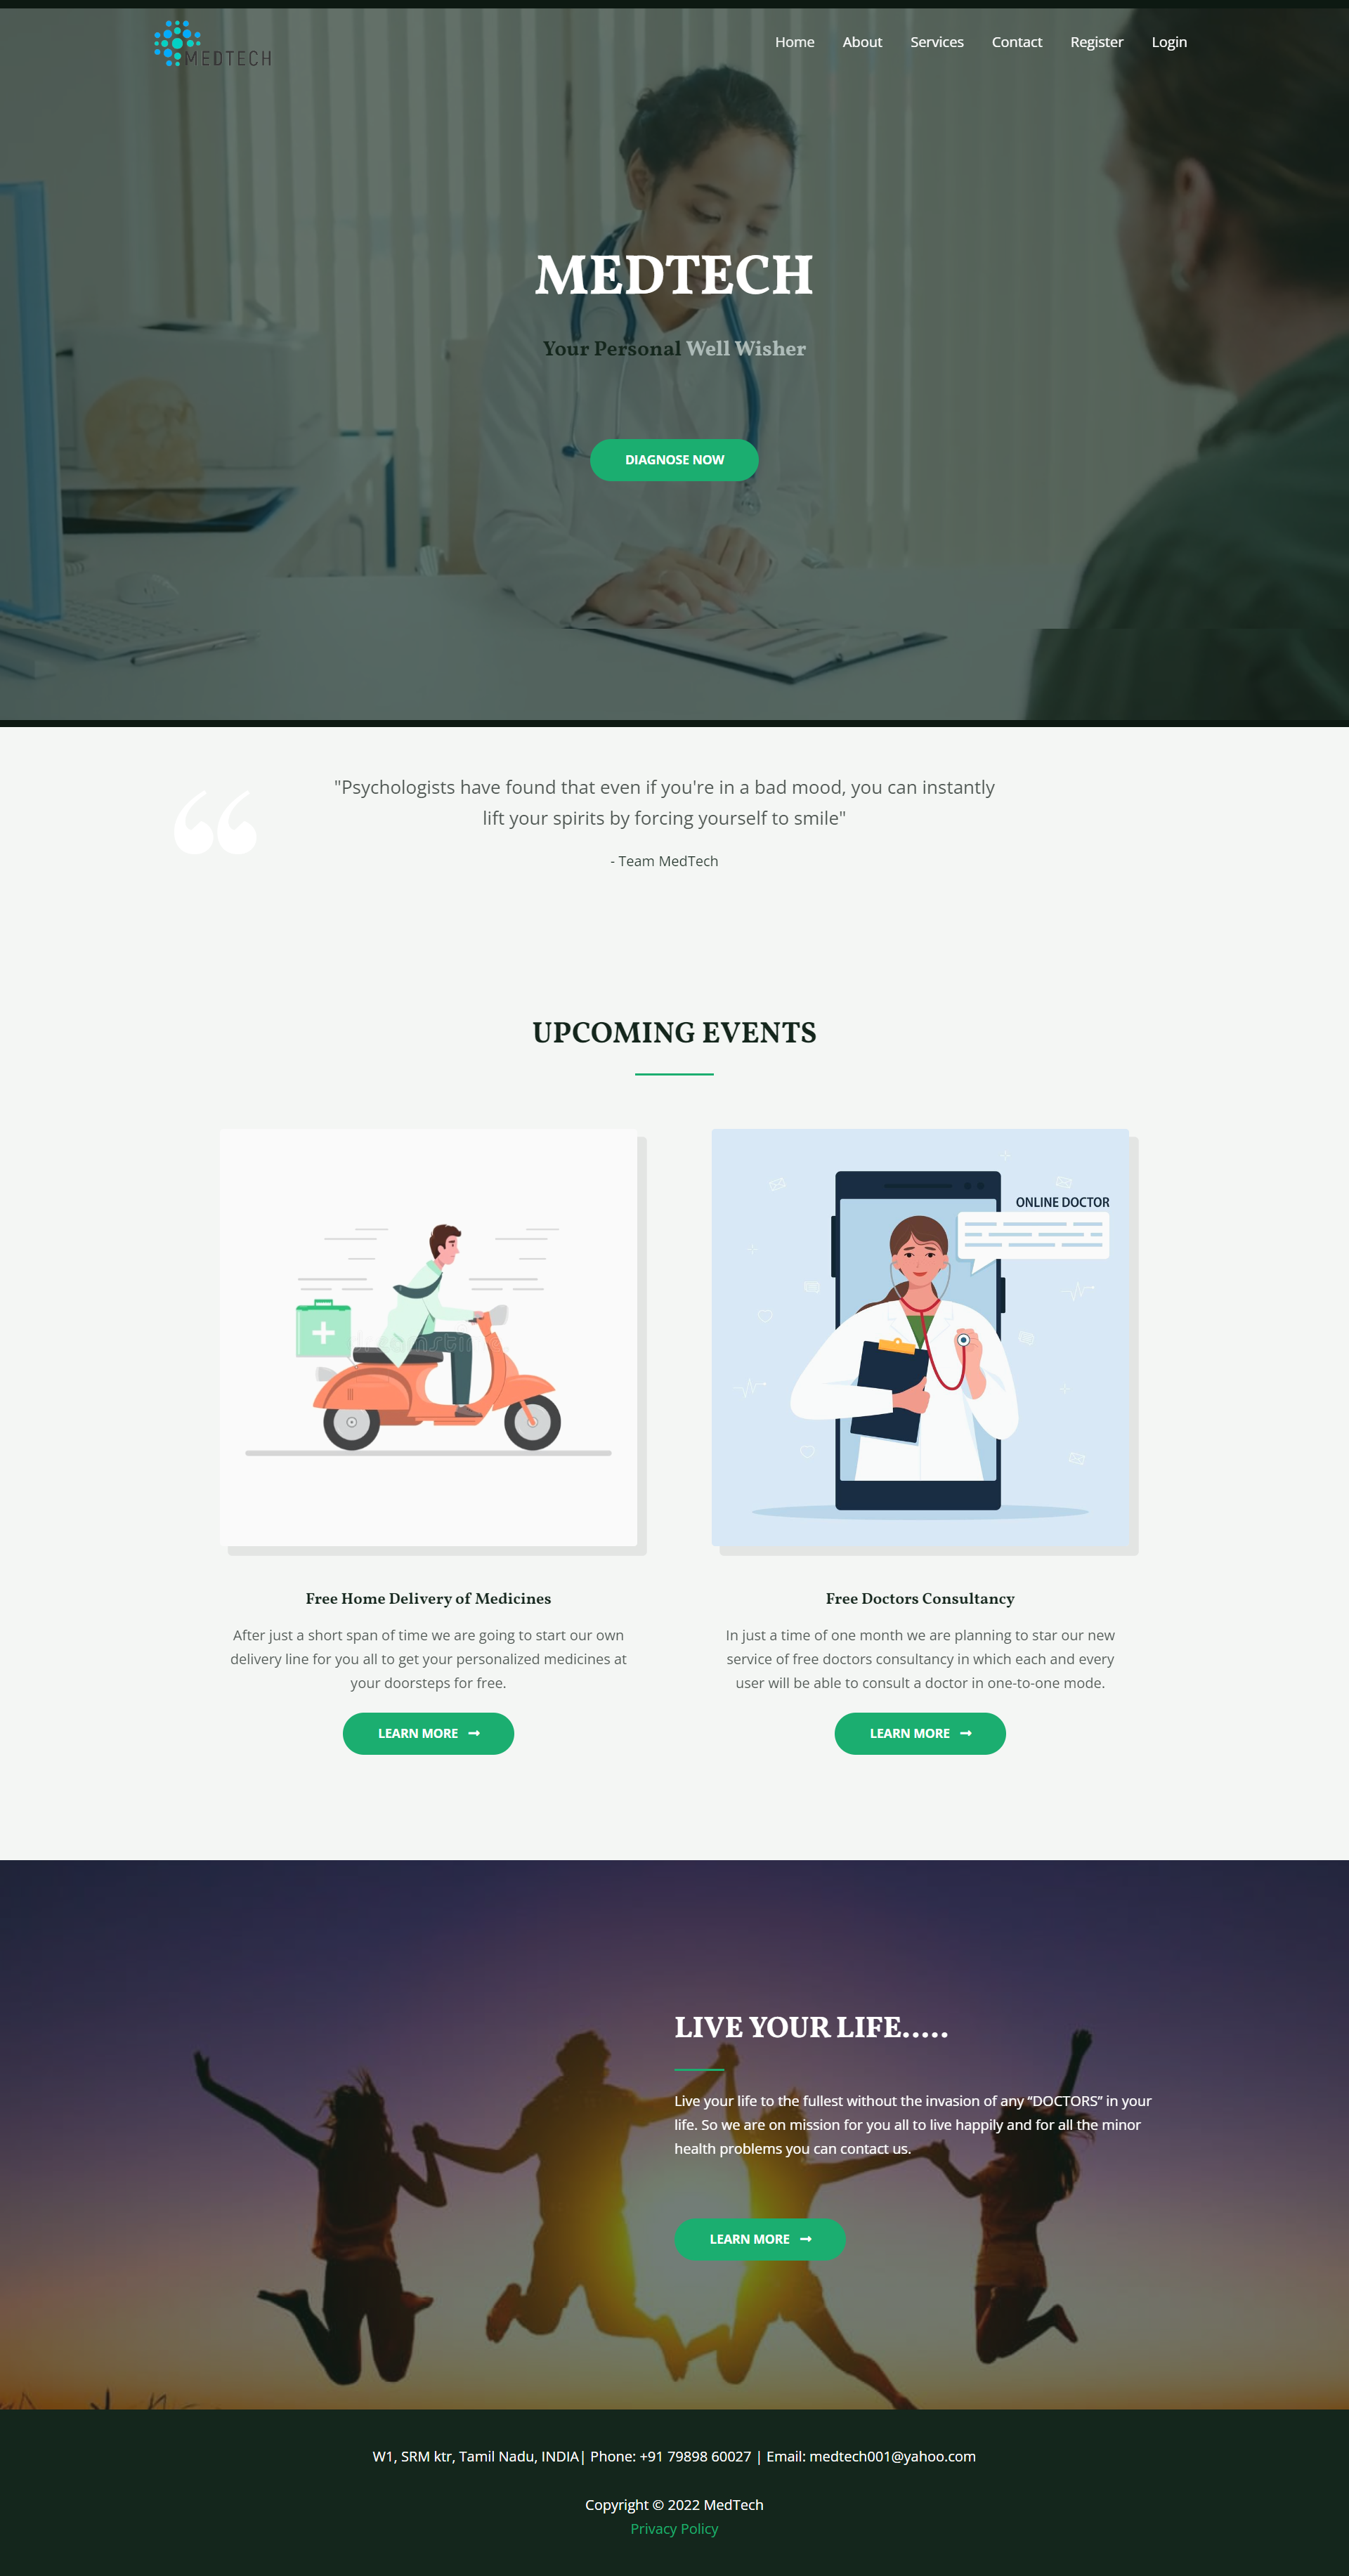 MEDTECH
Home
About
Services
Contact
Register
Login
MEDTECH
Your Personal Well Wisher
DIAGNOSE NOW
"Psychologists have found that even if you're in a bad mood, you can instantly
lift your spirits by forcing yourself to smile"
- Team MedTech
UPCOMING EVENTS
dreamstime
ONLINE DOCTOR
Free Home Delivery of Medicines
After just a short span of time we are going to start our own
delivery line for you all to get your personalized medicines at
your doorsteps for free.
LEARN MORE
Free Doctors Consultancy
In just a time of one month we are planning to star our new
service of free doctors consultancy in which each and every
user will be able to consult a doctor in one-to-one mode.
LEARN MORE
LIVE YOUR LIFE.....
Live your life to the fullest without the invasion of any “DOCTORS” in your
life. So we are on mission for you all to live happily and for all the minor
health problems you can contact us.
LEARN MORE
W1, SRM ktr, Tamil Nadu, INDIA| Phone: +91 79898 60027 | Email: medtech001@yahoo.com
Copyright © 2022 MedTech
Privacy Policy